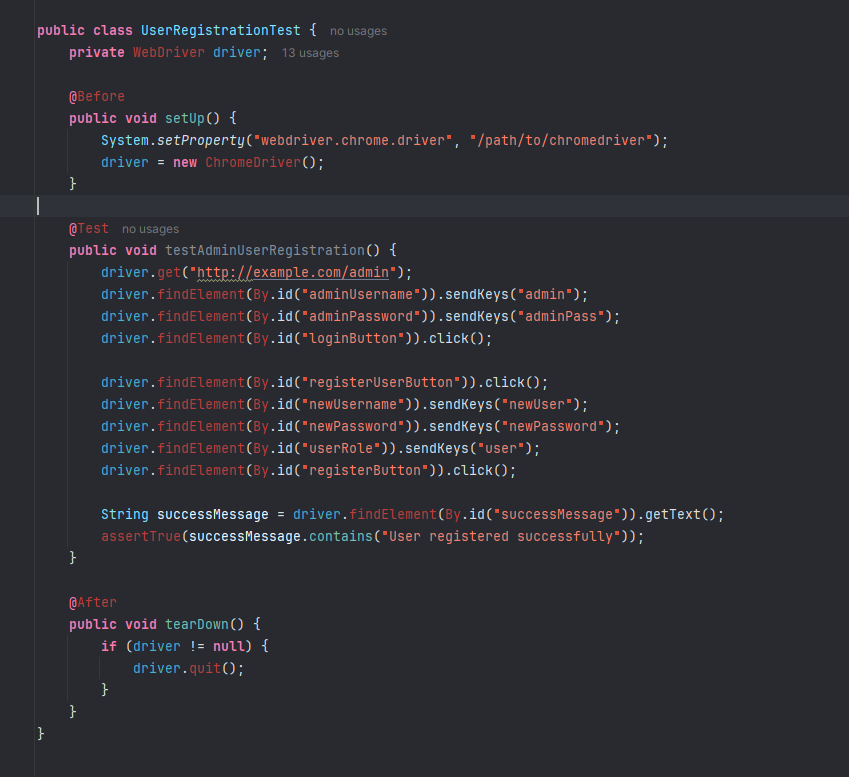 public class UserRegistrationTest { no usages
    private WebDriver driver; 13 usages

    @Before
    public void setUp() {
        System.setProperty("webdriver.chrome.driver", "/path/to/chromedriver");
        driver = new ChromeDriver();
    }

    @Test no usages
    public void testAdminUserRegistration() {
        driver.get("http://example.com/admin");
        driver.findElement(By.id("adminUsername")).sendKeys("admin");
        driver.findElement(By.id("adminPassword")).sendKeys("adminPass");
        driver.findElement(By.id("loginButton")).click();

        driver.findElement(By.id("registerUserButton")).click();
        driver.findElement(By.id("newUsername")).sendKeys("newUser");
        driver.findElement(By.id("newPassword")).sendKeys("newPassword");
        driver.findElement(By.id("userRole")).sendKeys("user");
        driver.findElement(By.id("registerButton")).click();

        String successMessage = driver.findElement(By.id("successMessage")).getText();
        assertTrue(successMessage.contains("User registered successfully"));
    }

    @After
    public void tearDown() {
        if (driver != null) {
            driver.quit();
        }
    }
}